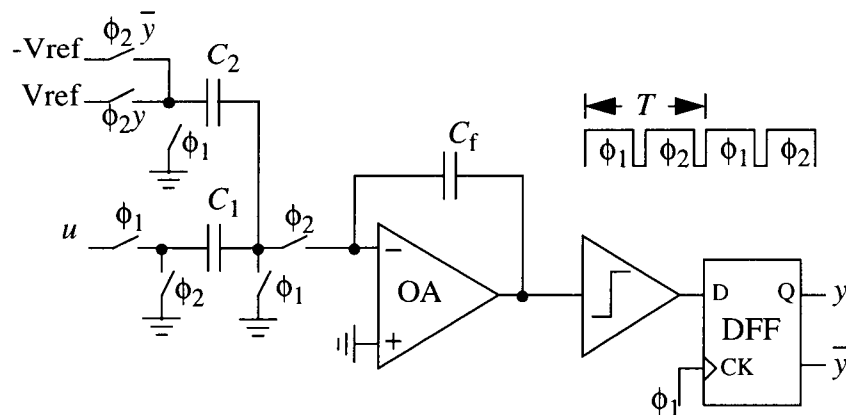 ϕ2 y̅
-Vref
C2
Vref
ϕ2y
ϕ1
T
Cf
ϕ1 ϕ2 ϕ1 ϕ2
C1
ϕ1
ϕ2
u
ϕ2
ϕ1
−
OA
+
D Q y
DFF
CK y̅
ϕ1